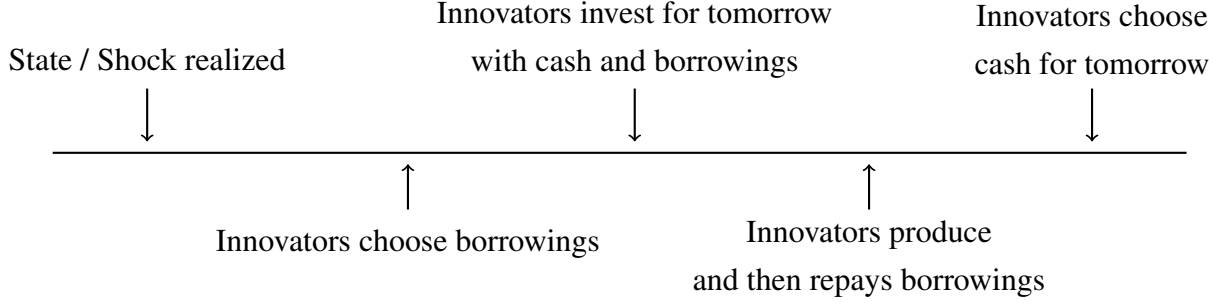 State / Shock realized
Innovators choose borrowings
Innovators invest for tomorrow
with cash and borrowings
Innovators produce
and then repays borrowings
Innovators choose
cash for tomorrow